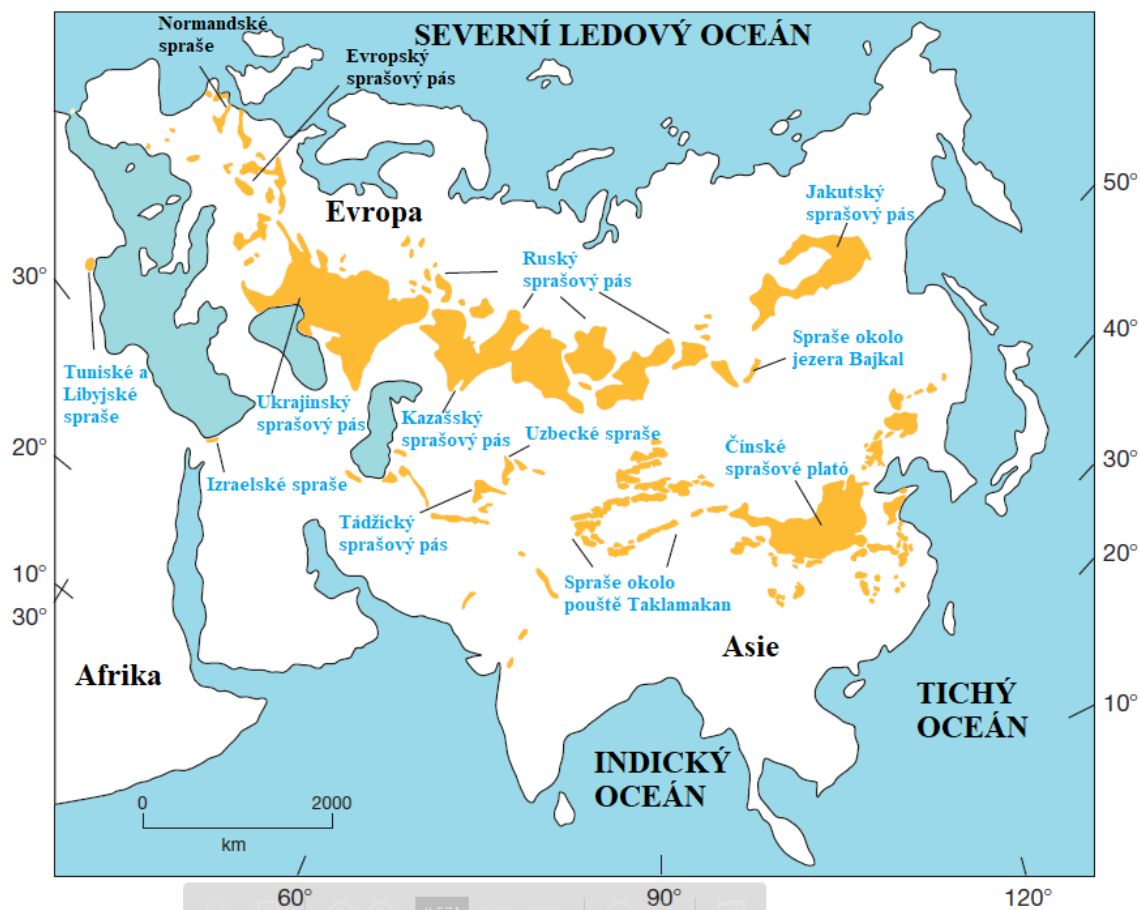 Normandské
spraše
SEVERNÍ LEDOVÝ OCEÁN
Evropský
sprašový pás
Jakutský
sprašový pás
50°
Evropa
Ruský
sprašový pás
30°
40°
Spraše okolo
jezera Bajkal
Tuniské a
Libyjské
spraše
Ukrajinský
sprašový pás
Kazašský
sprašový pás
Uzbecké spraše
Čínské
sprašové plató
20°
30°
Izraelské spraše
Tádžický
sprašový pás
20°
10°
Spraše okolo
pouště Taklamakan
30°
Afrika
Asie
TICHÝ
OCEÁN
10°
INDICKÝ
OCEÁN
0 2000
km
60° 90° 120°